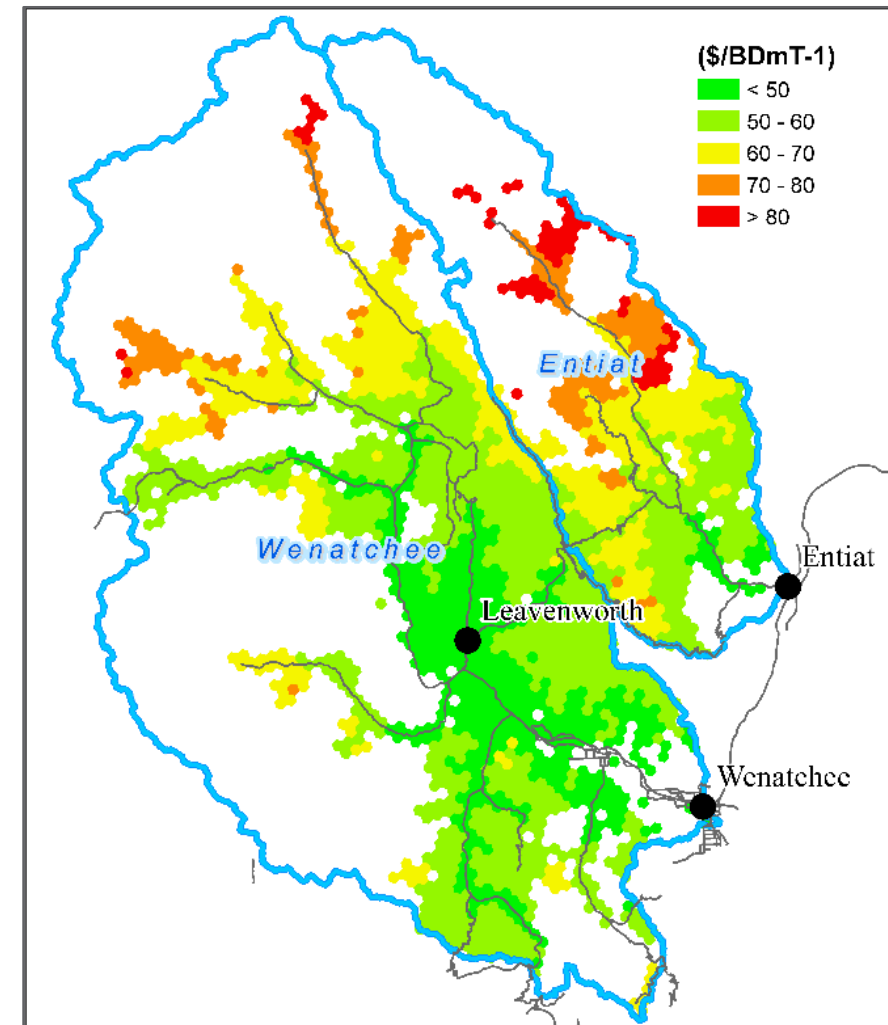 ($/BDmT-1)
< 50
50 - 60
60 - 70
70 - 80
> 80
Entiat
Wenatchee
Entiat
Leavenworth
Wenatchee